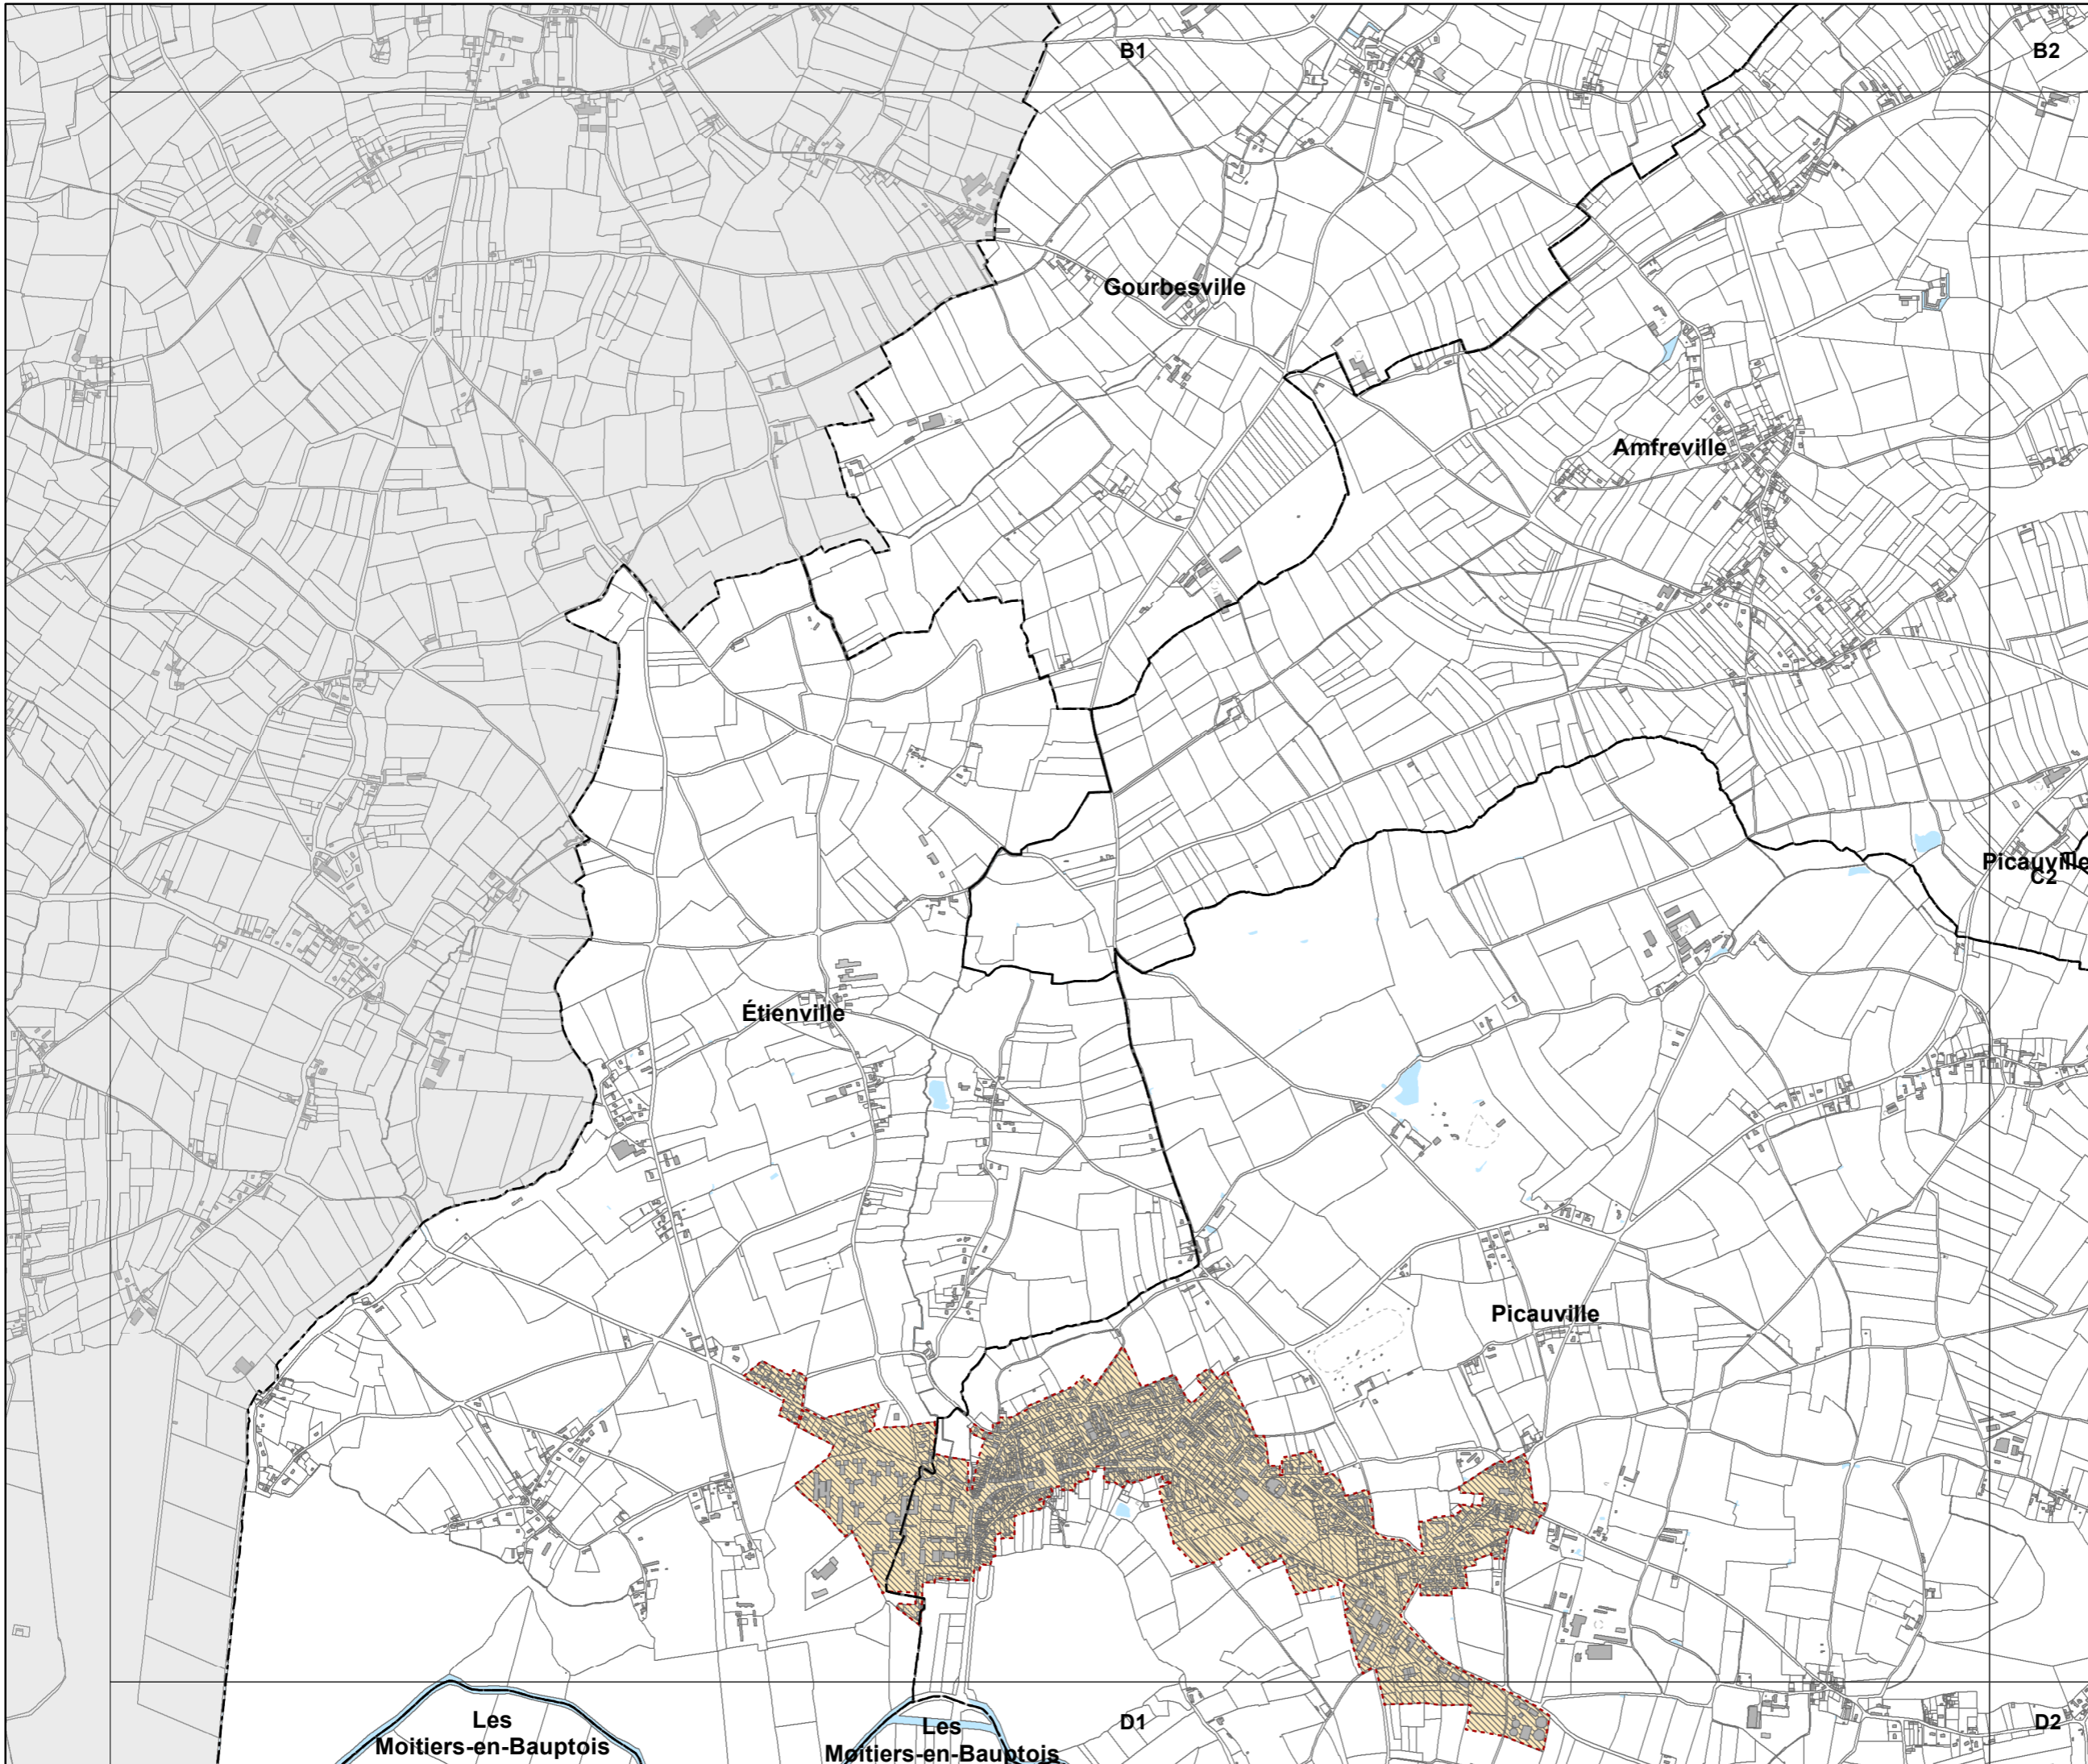 B1
B2
Gourbesville
Amfreville
Picauville
C2
Étienville
Picauville
Les
Moitiers-en-Bauptois
Les
Moitiers-en-Bauptois
D1
D2